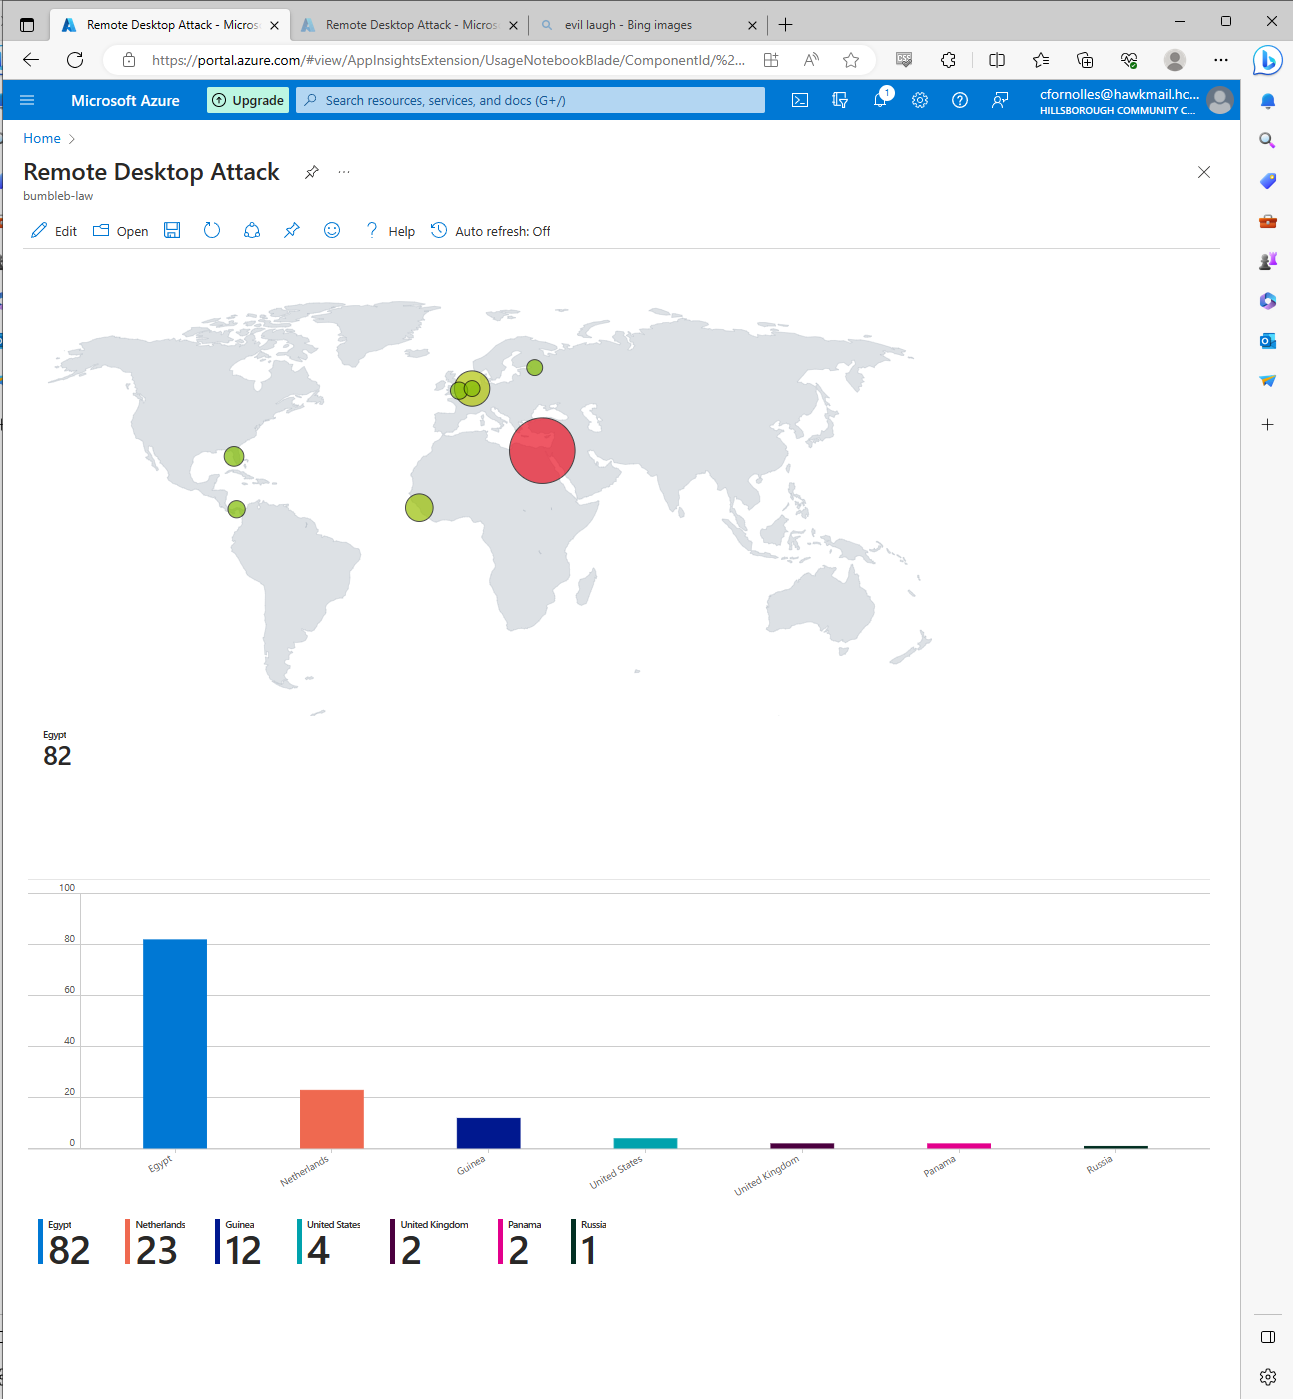 Remote Desktop Attack - Micros
Remote Desktop Attack - Micros
evil laugh - Bing images
https://portal.azure.com/#view/AppInsightsExtension/UsageNotebookBlade/ComponentId/%2...
CSP
Microsoft Azure
Upgrade
Search resources, services, and docs (G+/)
1
cfornolles@hawkmail.hc...
HILLSBOROUGH COMMUNITY C...
Home
Remote Desktop Attack
...
bumbleb-law
Edit
Open
Help
Auto refresh: Off
Egypt
82
100
80
60
40
20
0
Egypt
Netherlands
Guinea
United States
United Kingdom
Panama
Russia
Egypt
82
Netherlands
23
Guinea
12
United States
4
United Kingdom
2
Panama
2
Russia
1